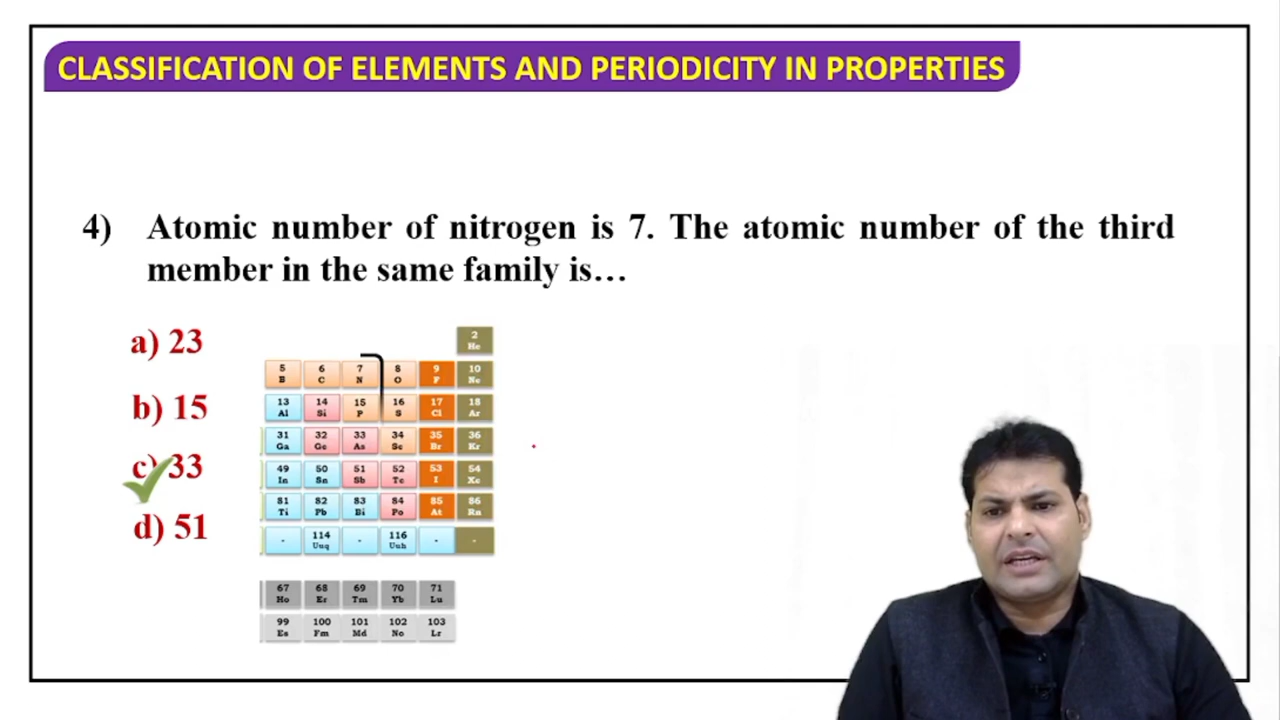 CLASSIFICATION OF ELEMENTS AND PERIODICITY IN PROPERTIES
4) Atomic number of nitrogen is 7. The atomic number of the third
member in the same family is...
a) 23
b) 15
c) 33
d) 51
2
He
5 6 7 8 9 10
B C N O F Ne
13 14 15 16 17 18
Al Si P S Cl Ar
31 32 33 34 35 36
Ga Ge As Se Br Kr
49 50 51 52 53 54
In Sn Sb Te I Xe
81 82 83 84 85 86
Ti Pb Bi Po At Rn
- 114 - 116 - -
Uuq Uuh
67 68 69 70 71
Ho Er Tm Yb Lu
99 100 101 102 103
Es Fm Md No Lr